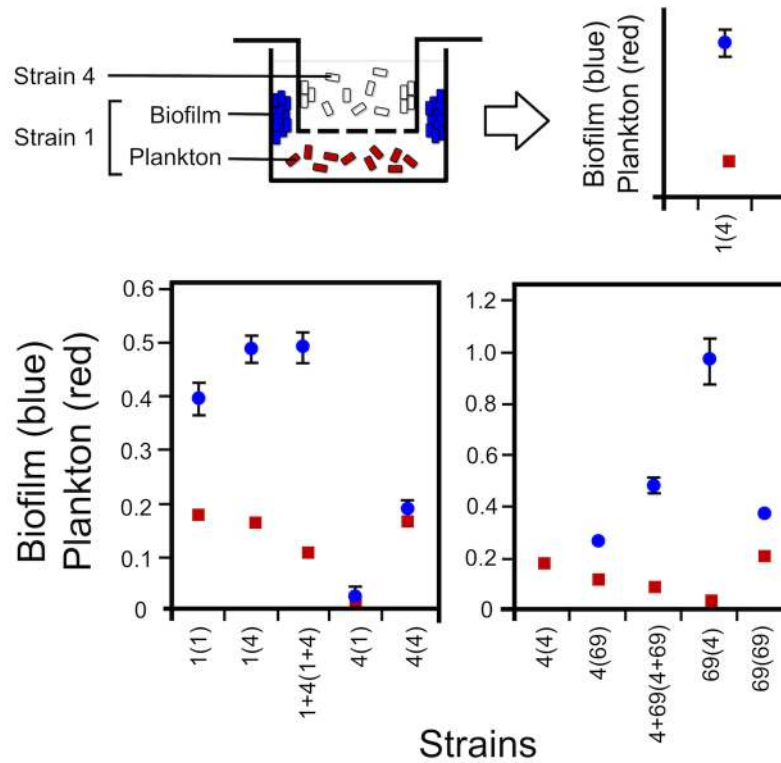 Strain 4
Biofilm
Strain 1
Plankton
Biofilm (blue)
Plankton (red)
1(4)
Biofilm (blue)
Plankton (red)
0.6
0.5
0.4
0.3
0.2
0.1
0
1(1)
1(4)
1+4(1+4)
4(1)
4(4)
1.2
1.0
0.8
0.6
0.4
0.2
0
4(4)
4(69)
4+69(4+69)
69(4)
69(69)
Strains